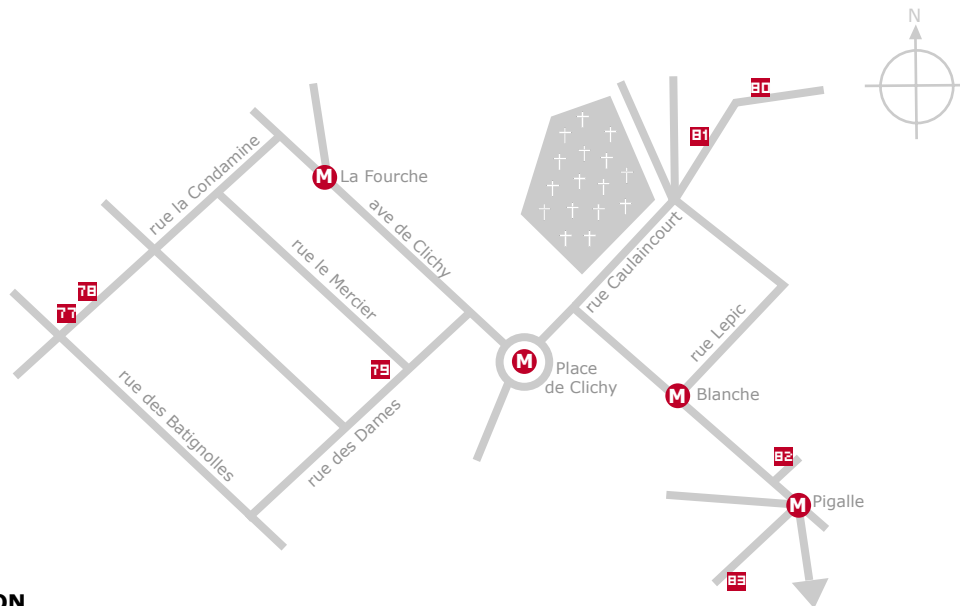 N
80
81
M La Fourche
rue la Condamine
ave de Clichy
rue le Mercier
rue Caulaincourt
78
77
79
M Place
de Clichy
rue Lepic
rue des Batignolles
rue des Dames
M Blanche
82
M Pigalle
83
ON